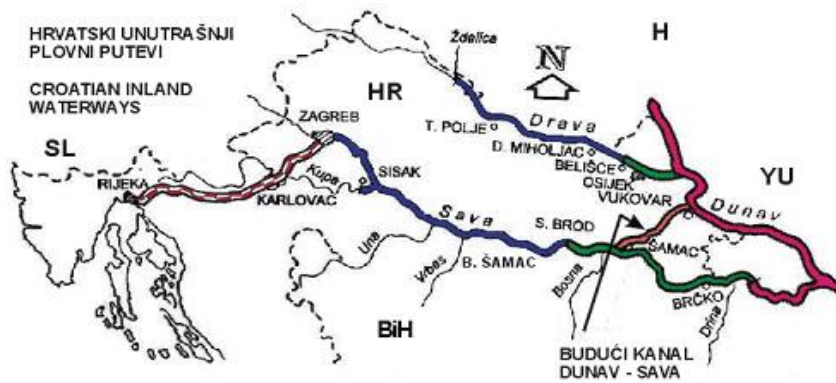 HRVATSKI UNUTRAŠNJI
PLOVNI PUTEVI
CROATIAN INLAND
WATERWAYS
H
Ždelica
N
HR
ZAGREB
T. POLJE
Drava
D. MIHOLJAC
BELIŠĆE
OSIJEK
VUKOVAR
YU
SL
RIJEKA
KARLOVAC
Kupa
SISAK
Dunav
Sava
S. BROD
ŠAMAC
Una
Vrbas
B. ŠAMAC
Bosna
BRČKO
Drina
BiH
BUDUĆI KANAL
DUNAV - SAVA